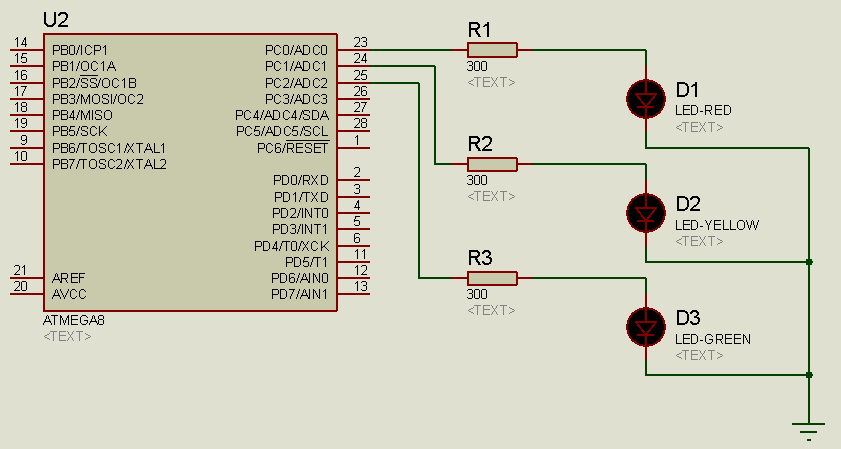 U2
14 PB0/ICP1 PC0/ADC0 23
15 PB1/OC1A PC1/ADC1 24
16 PB2/SS/OC1B PC2/ADC2 25
17 PB3/MOSI/OC2 PC3/ADC3 26
18 PB4/MISO PC4/ADC4/SDA 27
19 PB5/SCK PC5/ADC5/SCL 28
9 PB6/TOSC1/XTAL1 PC6/RESET 1
10 PB7/TOSC2/XTAL2
PD0/RXD 2
PD1/TXD 3
PD2/INT0 4
PD3/INT1 5
PD4/T0/XCK 6
PD5/T1 11
21 AREF PD6/AIN0 12
20 AVCC PD7/AIN1 13
ATMEGA8
<TEXT>
R1
300
<TEXT>
D1
LED-RED
<TEXT>
R2
300
<TEXT>
D2
LED-YELLOW
<TEXT>
R3
300
<TEXT>
D3
LED-GREEN
<TEXT>